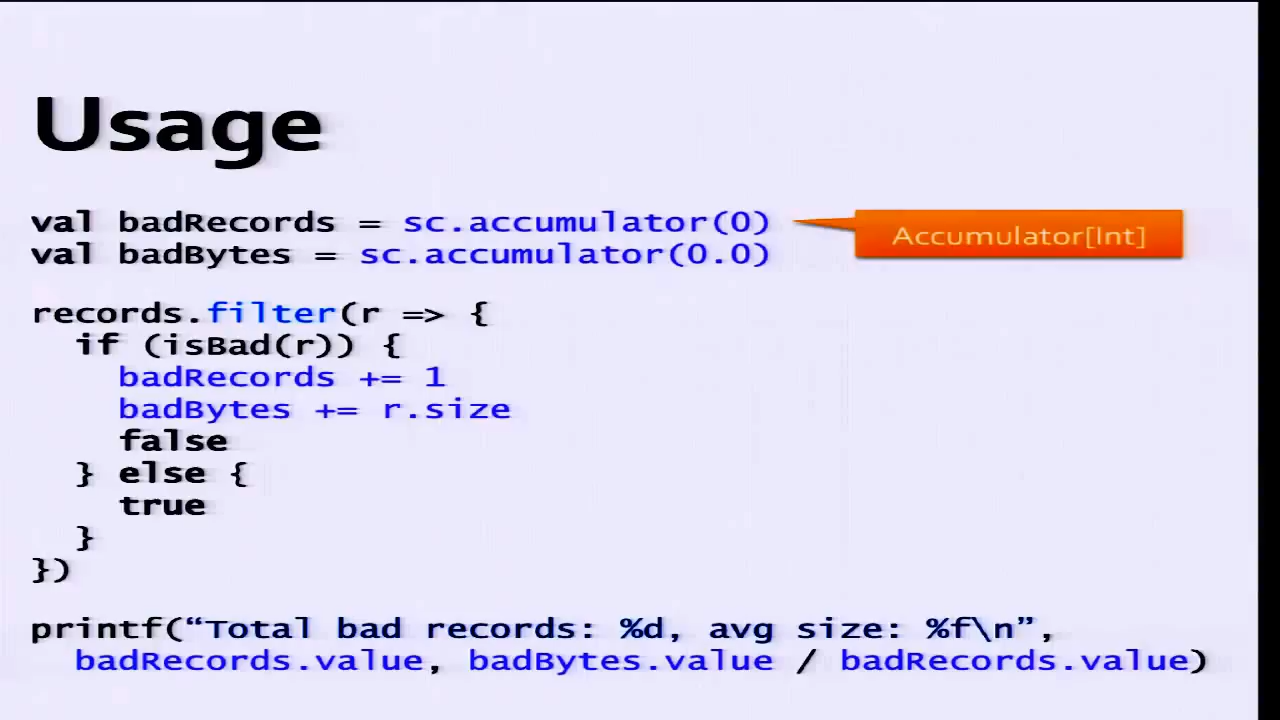 Usage
val badRecords = sc.accumulator(0)
Accumulator[Int]
val badBytes = sc.accumulator(0.0)
records.filter(r => {
if (isBad(r)) {
badRecords += 1
badBytes += r.size
false
} else {
true
}
})
printf(“Total bad records: %d, avg size: %f\n”,
badRecords.value, badBytes.value / badRecords.value)